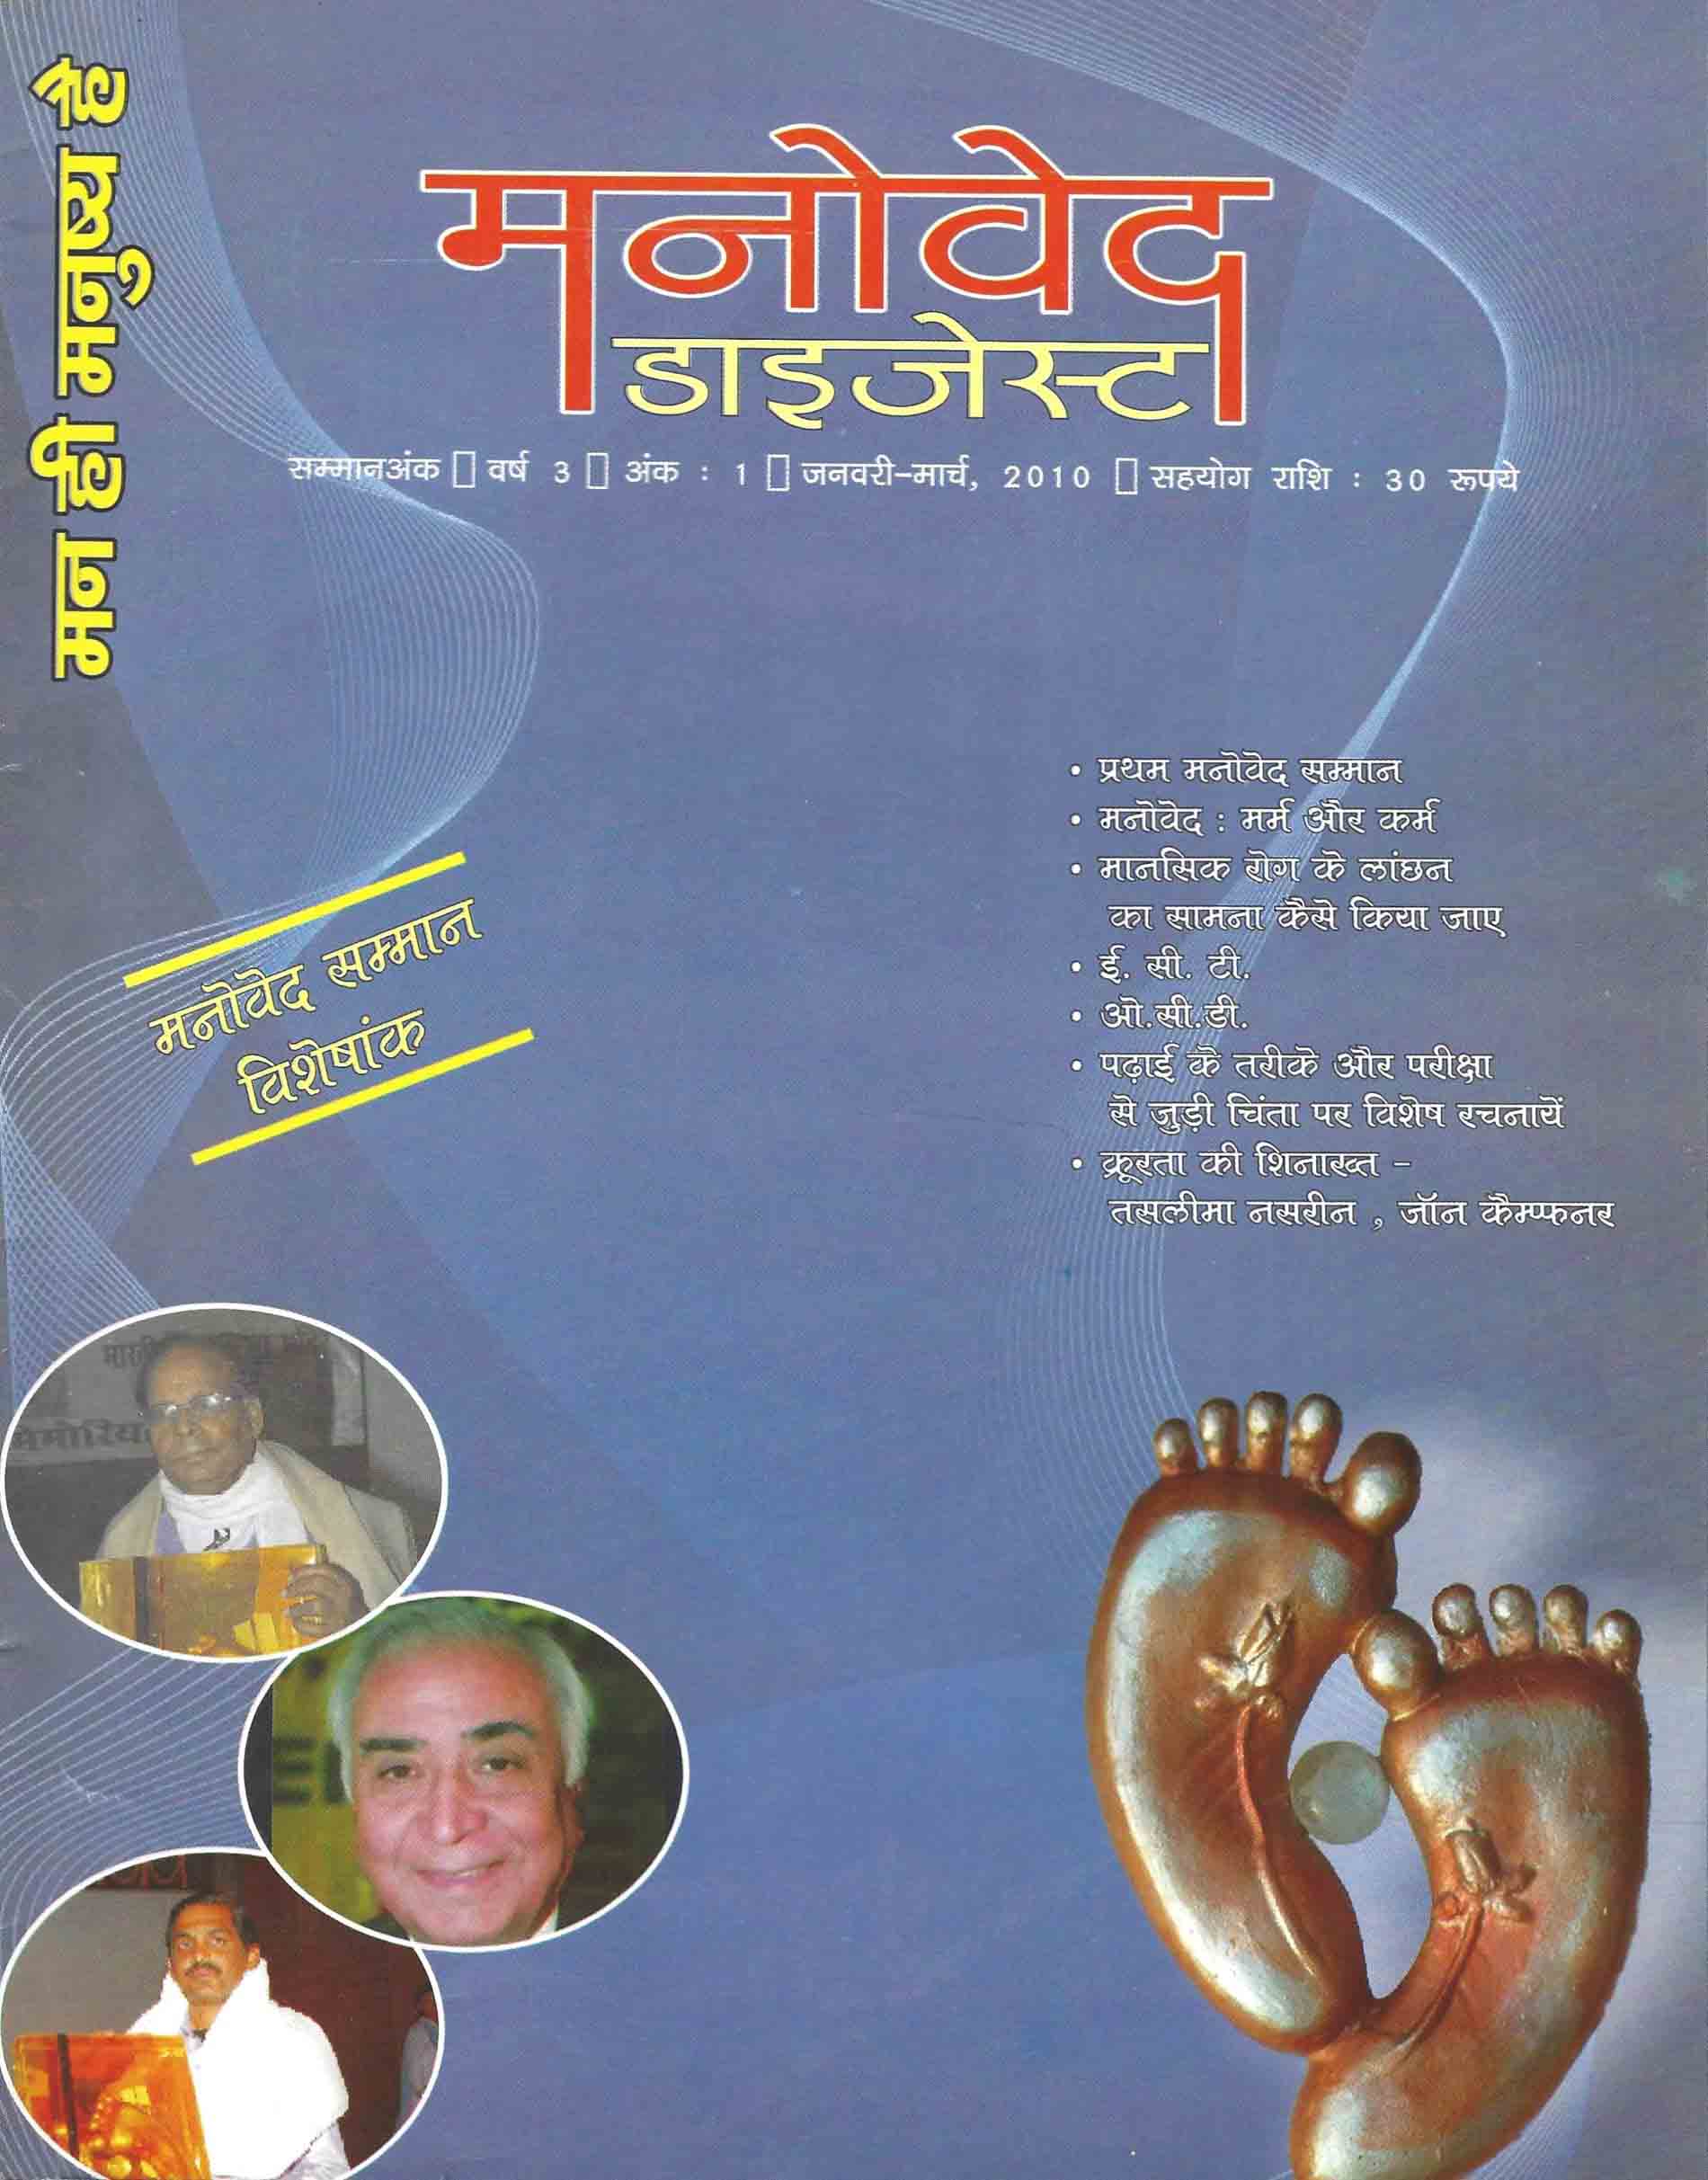 मन ही मनुष्य है
मनोवेद
डाइजेस्ट
सम्मानअंक ▯ वर्ष 3 ▯ अंक : 1 ▯ जनवरी-मार्च, 2010 ▯ सहयोग राशि : 30 रूपये
• प्रथम मनोवेद सम्मान
• मनोवेद : मर्म और कर्म
• मानसिक रोग के लांछन
का सामना कैसे किया जाए
• ई. सी. टी.
• ओ.सी.डी.
• पढ़ाई के तरीके और परीक्षा
से जुड़ी चिंता पर विशेष रचनायें
• क्रूरता की शिनाख्त -
तसलीमा नसरीन , जॉन कैम्प्फनर
मनोवेद सम्मान
विशेषांक